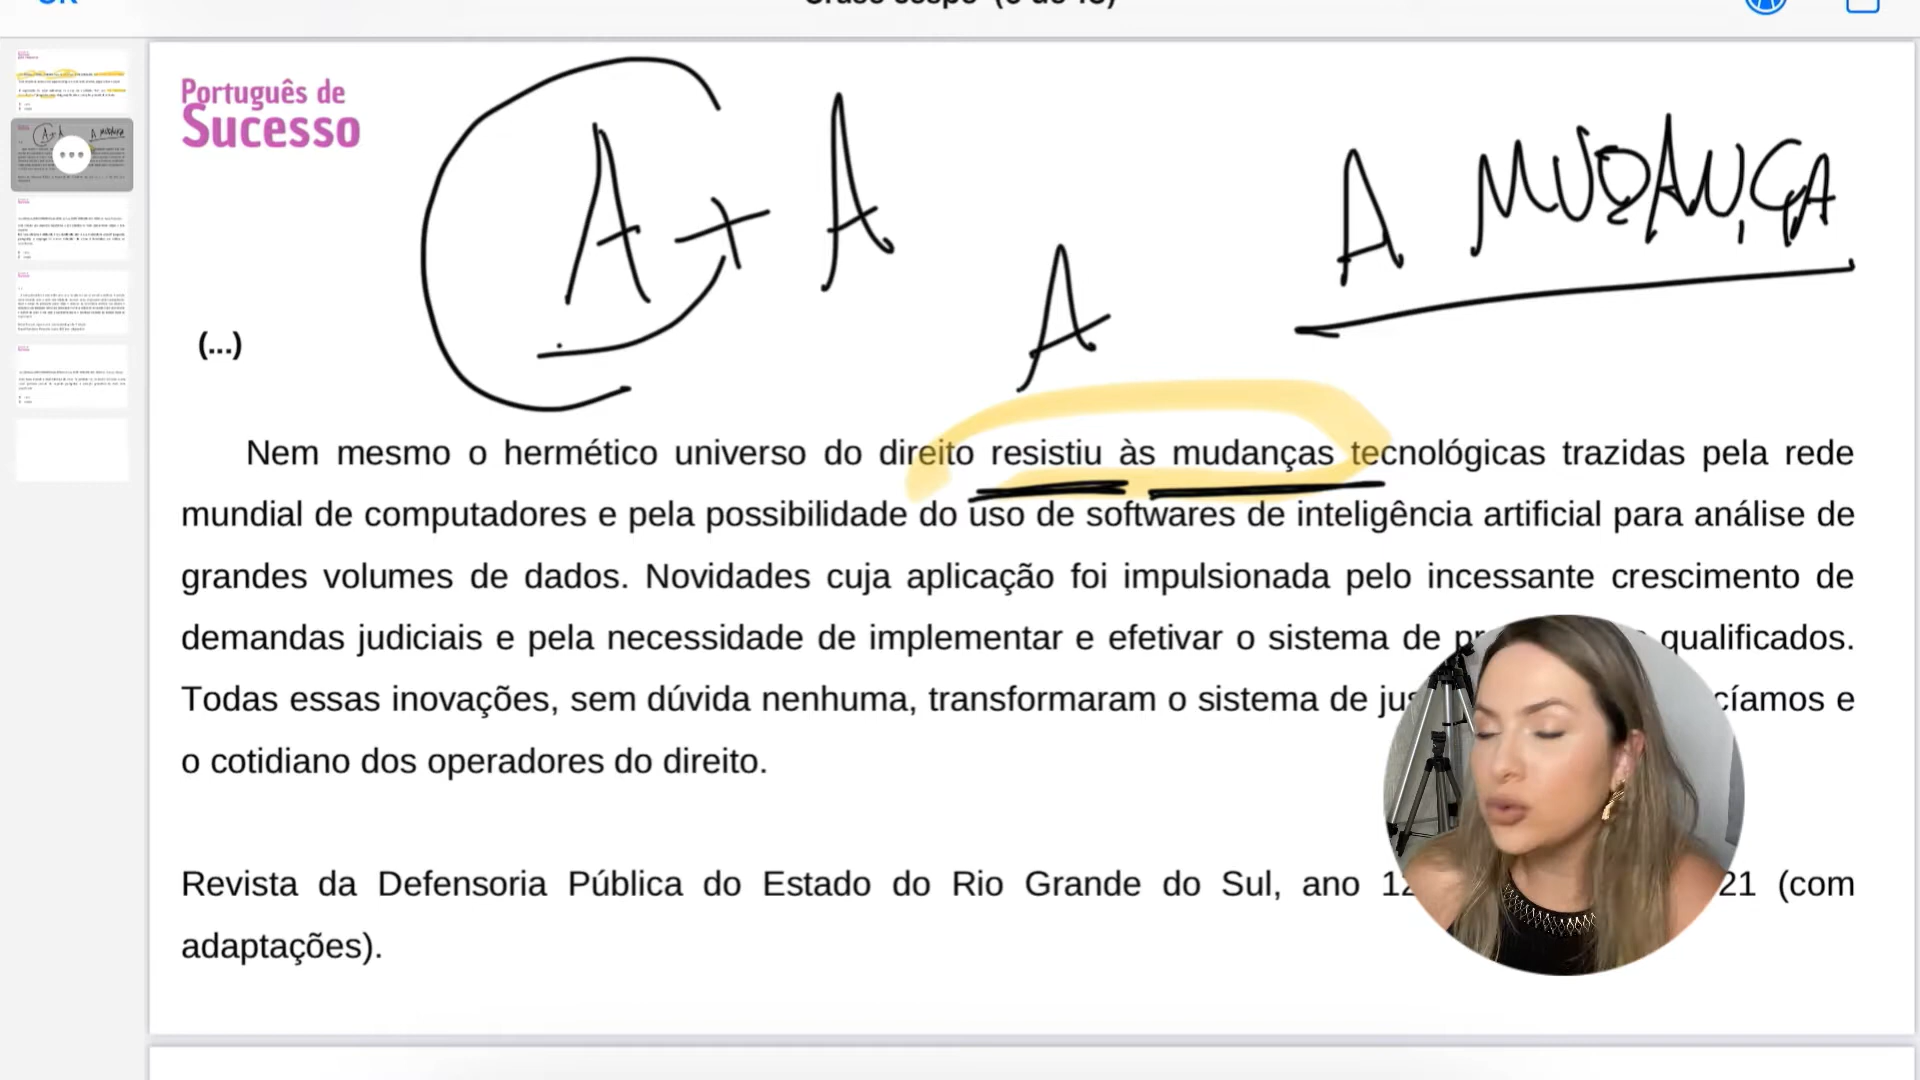 Português de
Sucesso
A + A
A MUDANÇA
A
(...)
Nem mesmo o hermético universo do direito resistiu às mudanças tecnológicas trazidas pela rede
mundial de computadores e pela possibilidade do uso de softwares de inteligência artificial para análise de
grandes volumes de dados. Novidades cuja aplicação foi impulsionada pelo incessante crescimento de
demandas judiciais e pela necessidade de implementar e efetivar o sistema de qualificados.
Todas essas inovações, sem dúvida nenhuma, transformaram o sistema de e
o cotidiano dos operadores do direito.
Revista da Defensoria Pública do Estado do Rio Grande do Sul, ano 12 21 (com
adaptações).